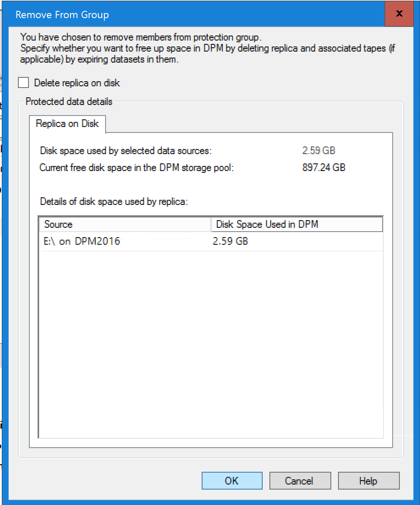 Remove From Group
x
You have chosen to remove members from protection group.
Specify whether you want to free up space in DPM by deleting replica and associated tapes (if
applicable) by expiring datasets in them.
Delete replica on disk
Protected data details
Replica on Disk
Disk space used by selected data sources: 2.59 GB
Current free disk space in the DPM storage pool: 897.24 GB
Details of disk space used by replica:
Source Disk Space Used in DPM
E:\ on DPM2016 2.59 GB
OK Cancel Help